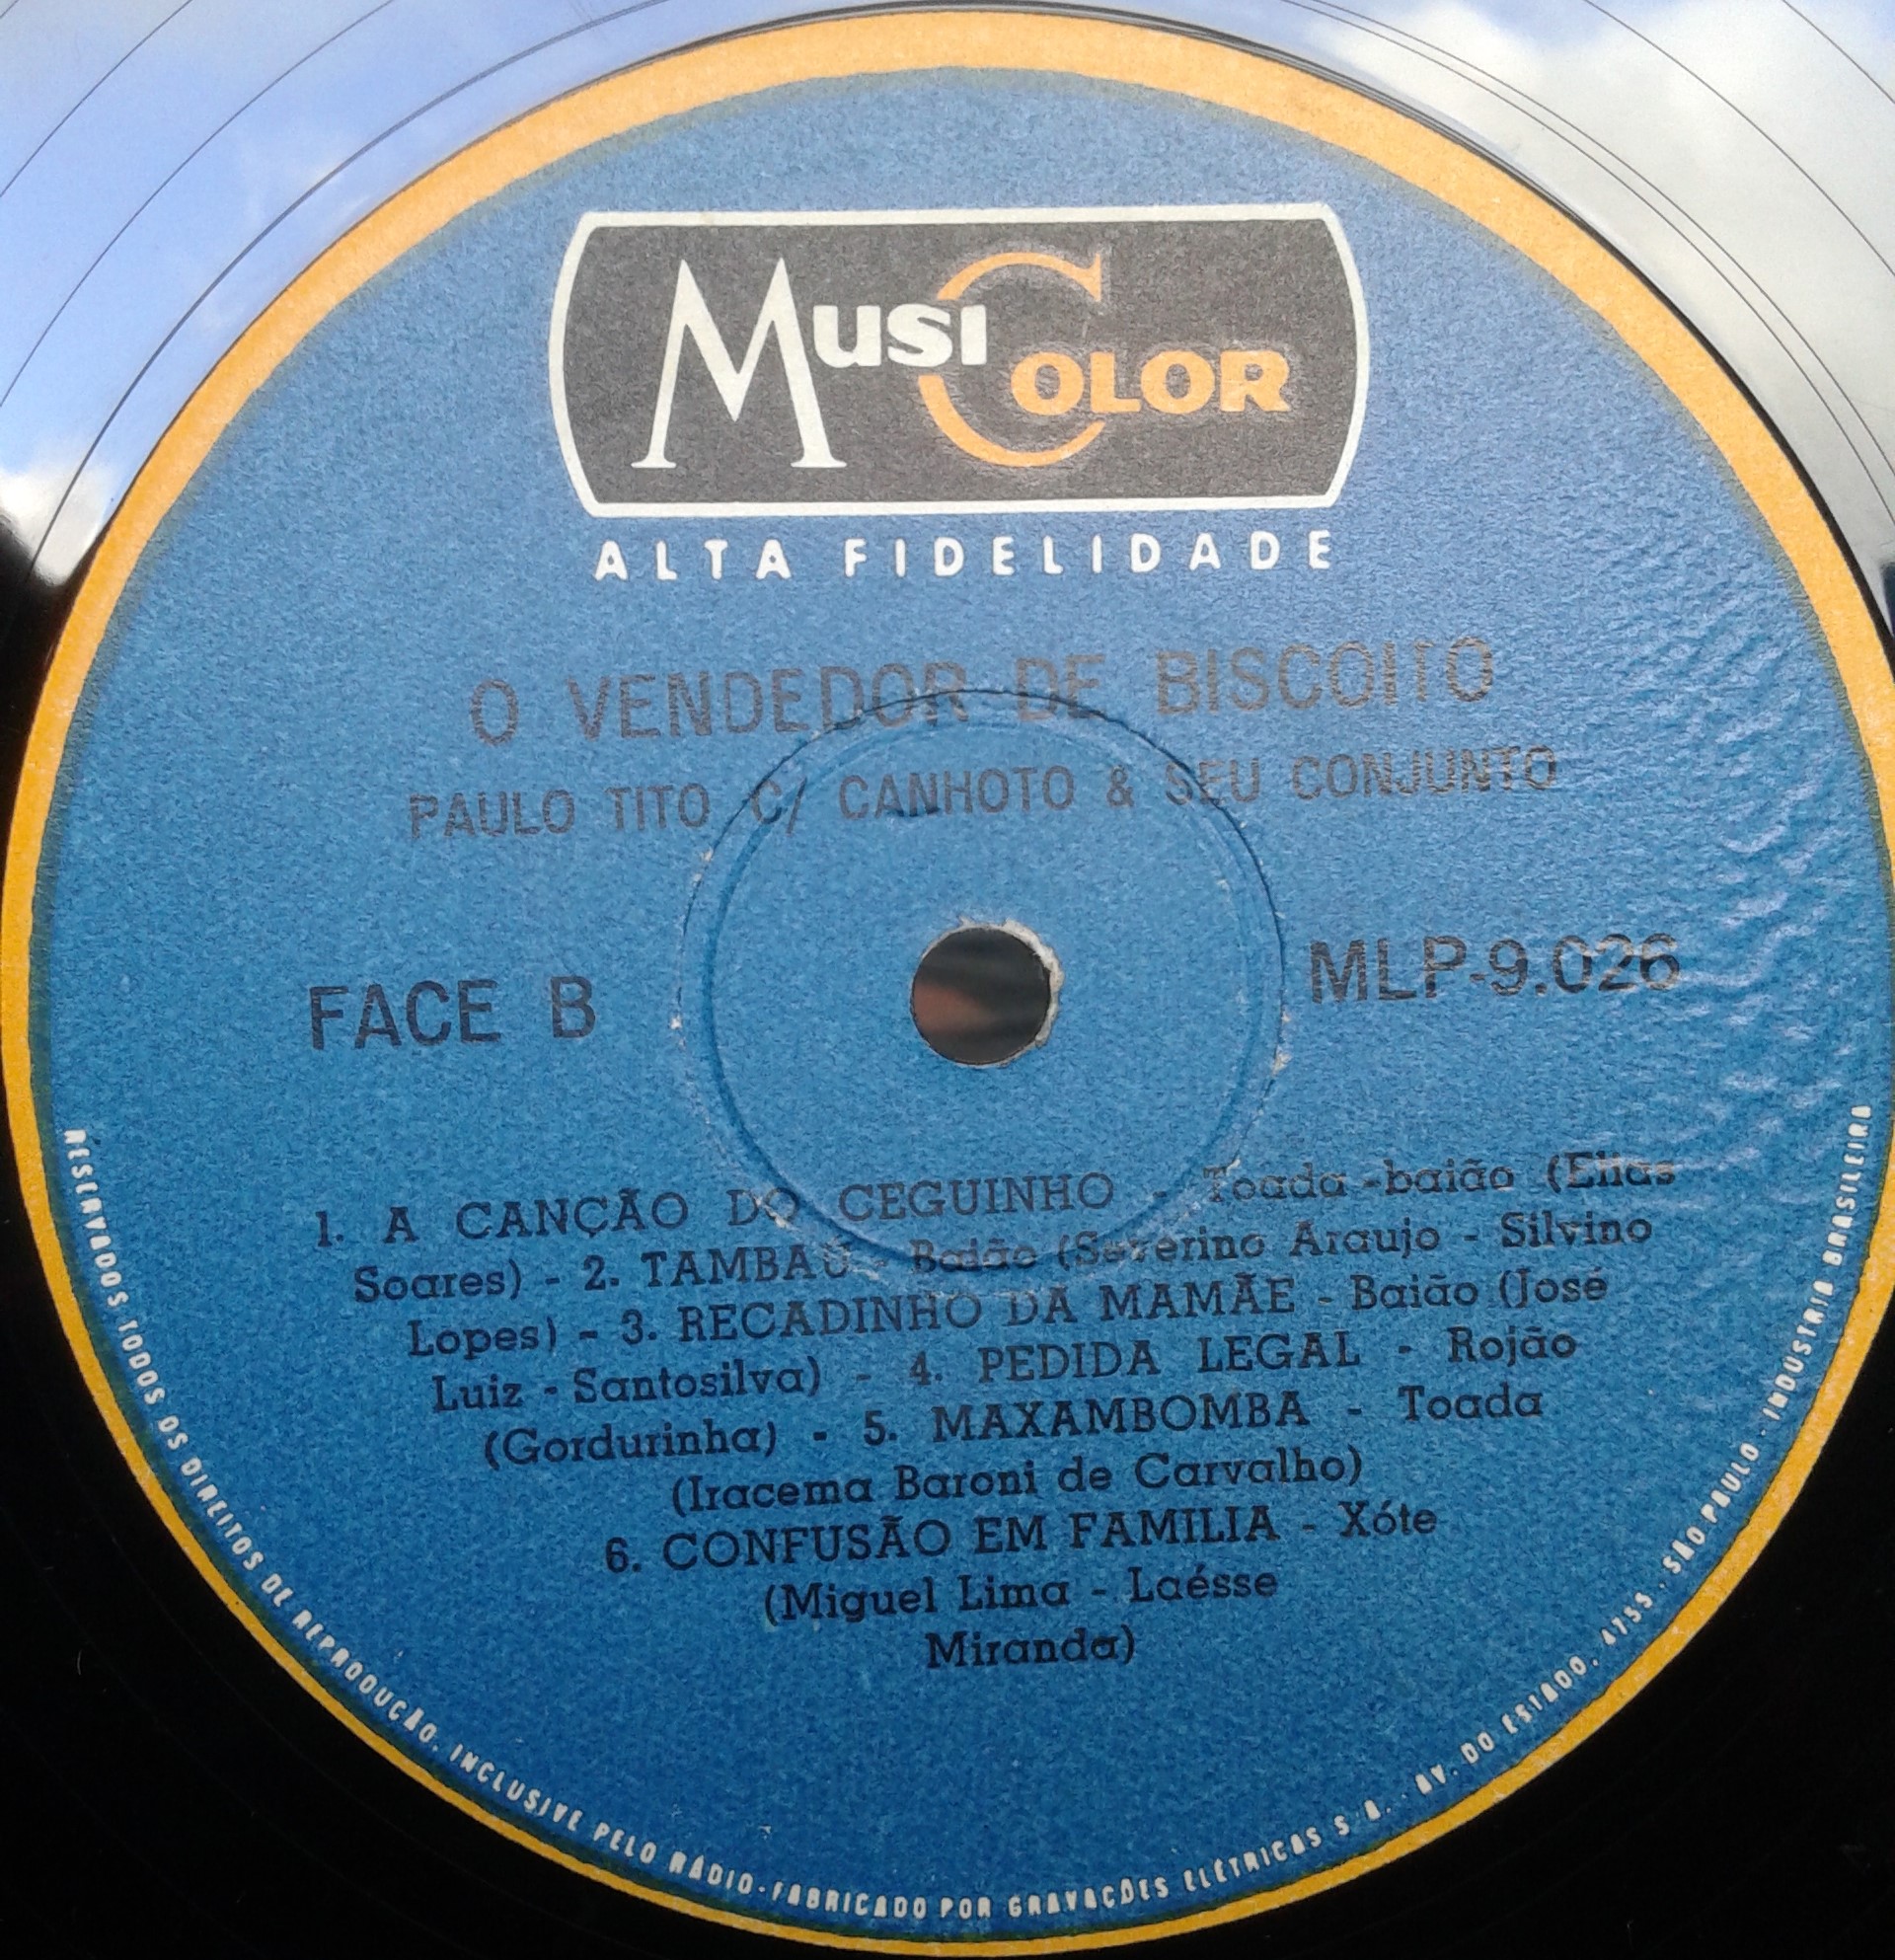 MUSICOLOR
ALTA FIDELIDADE
O VENDEDOR DE BISCOITO
PAULO TITO C/ CANHOTO & SEU CONJUNTO
FACE B
MLP-9.026
1. A CANÇÃO DO CEGUINHO - Toada-baião (Elias
Soares) - 2. TAMBAÚ - Baião (Severino Araujo - Silvino
Lopes) - 3. RECADINHO DA MAMÃE - Baião (José
Luiz - Santosilva) - 4. PEDIDA LEGAL - Rojão
(Gordurinha) - 5. MAXAMBOMBA - Toada
(Iracema Baroni de Carvalho)
6. CONFUSÃO EM FAMILIA - Xóte
(Miguel Lima - Laésse
Miranda)
RESERVADOS TODOS OS DIREITOS DE REPRODUÇÃO, INCLUSIVE PELO RÁDIO - FABRICADO POR GRAVAÇÕES ELÉTRICAS S.A. . AV. DO ESTADO, 4755 . SÃO PAULO - INDUSTRIA BRASILEIRA